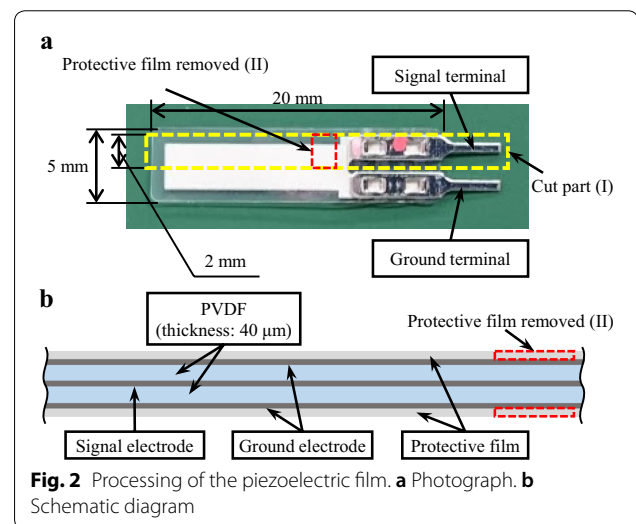 a
Protective film removed (II)
Signal terminal
20 mm
5 mm
Cut part (I)
2 mm
Ground terminal
b
PVDF
(thickness: 40 μm)
Protective film removed (II)
Signal electrode
Ground electrode
Protective film
Fig. 2 Processing of the piezoelectric film. a Photograph. b
Schematic diagram